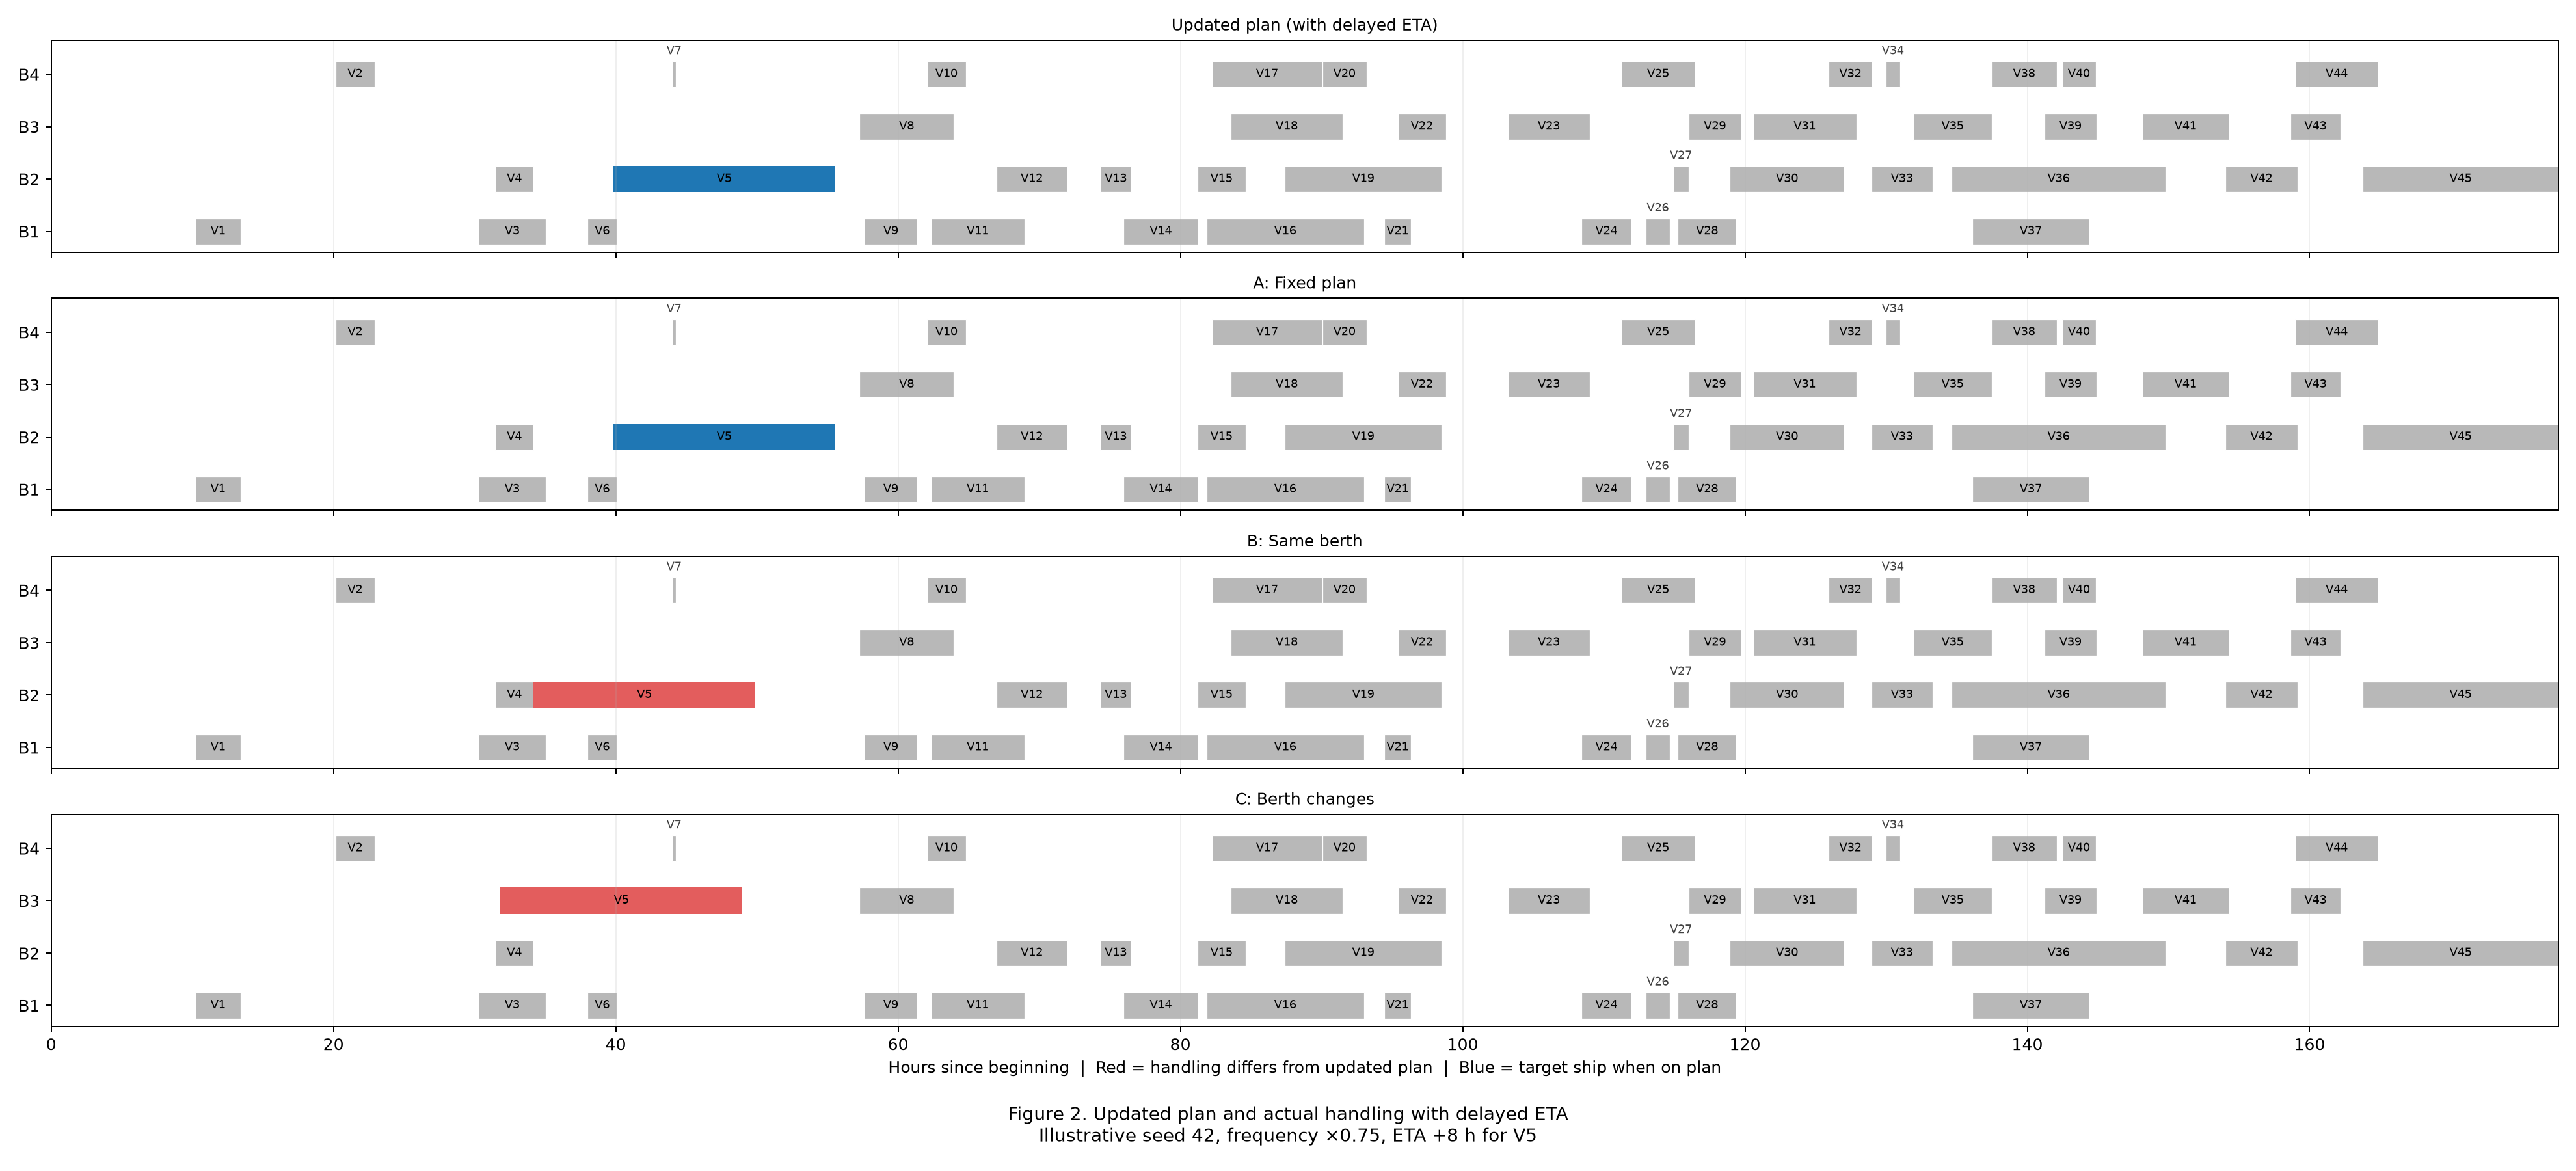 Updated plan (with delayed ETA)
V7 V34
B4 V2 V10 V17 V20 V25 V32 V38 V40 V44
B3 V8 V18 V22 V23 V29 V31 V35 V39 V41 V43
V27
B2 V4 V5 V12 V13 V15 V19 V30 V33 V36 V42 V45
V26
B1 V1 V3 V6 V9 V11 V14 V16 V21 V24 V28 V37
A: Fixed plan
V7 V34
B4 V2 V10 V17 V20 V25 V32 V38 V40 V44
B3 V8 V18 V22 V23 V29 V31 V35 V39 V41 V43
V27
B2 V4 V5 V12 V13 V15 V19 V30 V33 V36 V42 V45
V26
B1 V1 V3 V6 V9 V11 V14 V16 V21 V24 V28 V37
B: Same berth
V7 V34
B4 V2 V10 V17 V20 V25 V32 V38 V40 V44
B3 V8 V18 V22 V23 V29 V31 V35 V39 V41 V43
V27
B2 V4 V5 V12 V13 V15 V19 V30 V33 V36 V42 V45
V26
B1 V1 V3 V6 V9 V11 V14 V16 V21 V24 V28 V37
C: Berth changes
V7 V34
B4 V2 V10 V17 V20 V25 V32 V38 V40 V44
B3 V5 V8 V18 V22 V23 V29 V31 V35 V39 V41 V43
V27
B2 V4 V12 V13 V15 V19 V30 V33 V36 V42 V45
V26
B1 V1 V3 V6 V9 V11 V14 V16 V21 V24 V28 V37
0 20 40 60 80 100 120 140 160
Hours since beginning | Red = handling differs from updated plan | Blue = target ship when on plan
Figure 2. Updated plan and actual handling with delayed ETA
Illustrative seed 42, frequency ×0.75, ETA +8 h for V5